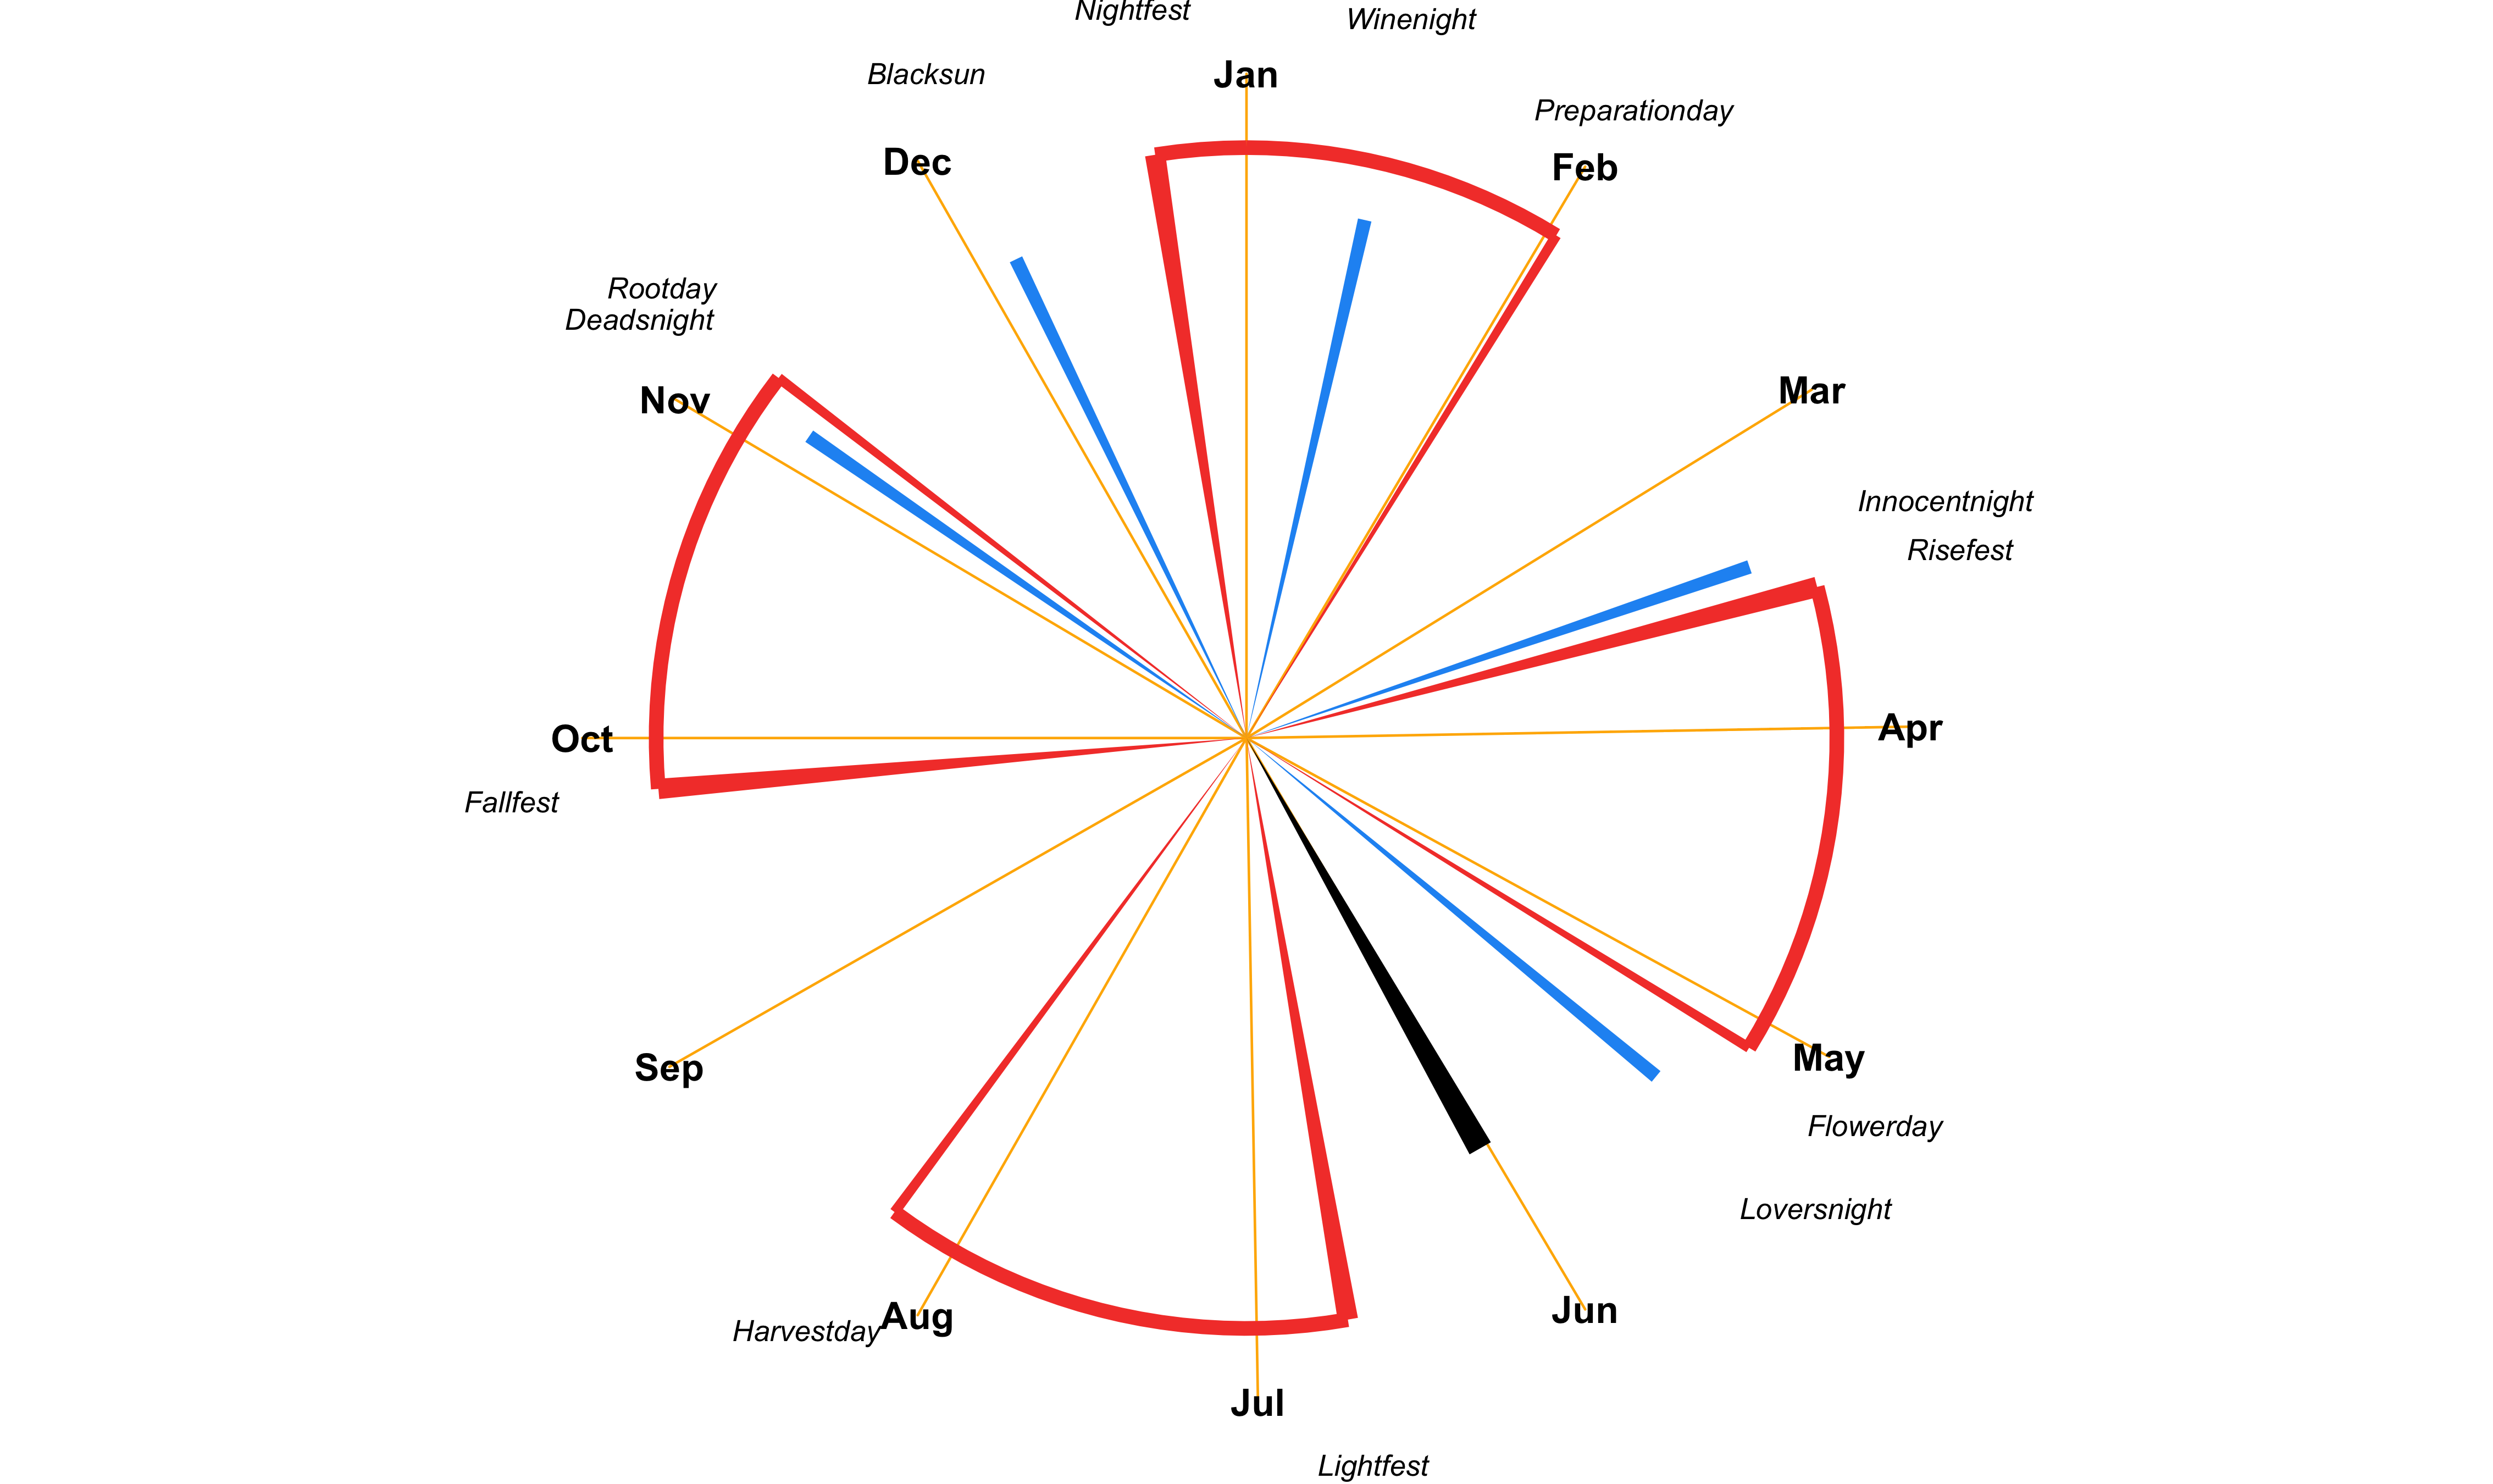 Nightfest
Winenight
Blacksun
Jan
Preparationday
Dec
Feb
Rootday
Deadsnight
Nov
Mar
Innocentnight
Risefest
Oct
Apr
Fallfest
Sep
May
Flowerday
Loversnight
Harvestday
Aug
Jun
Jul
Lightfest